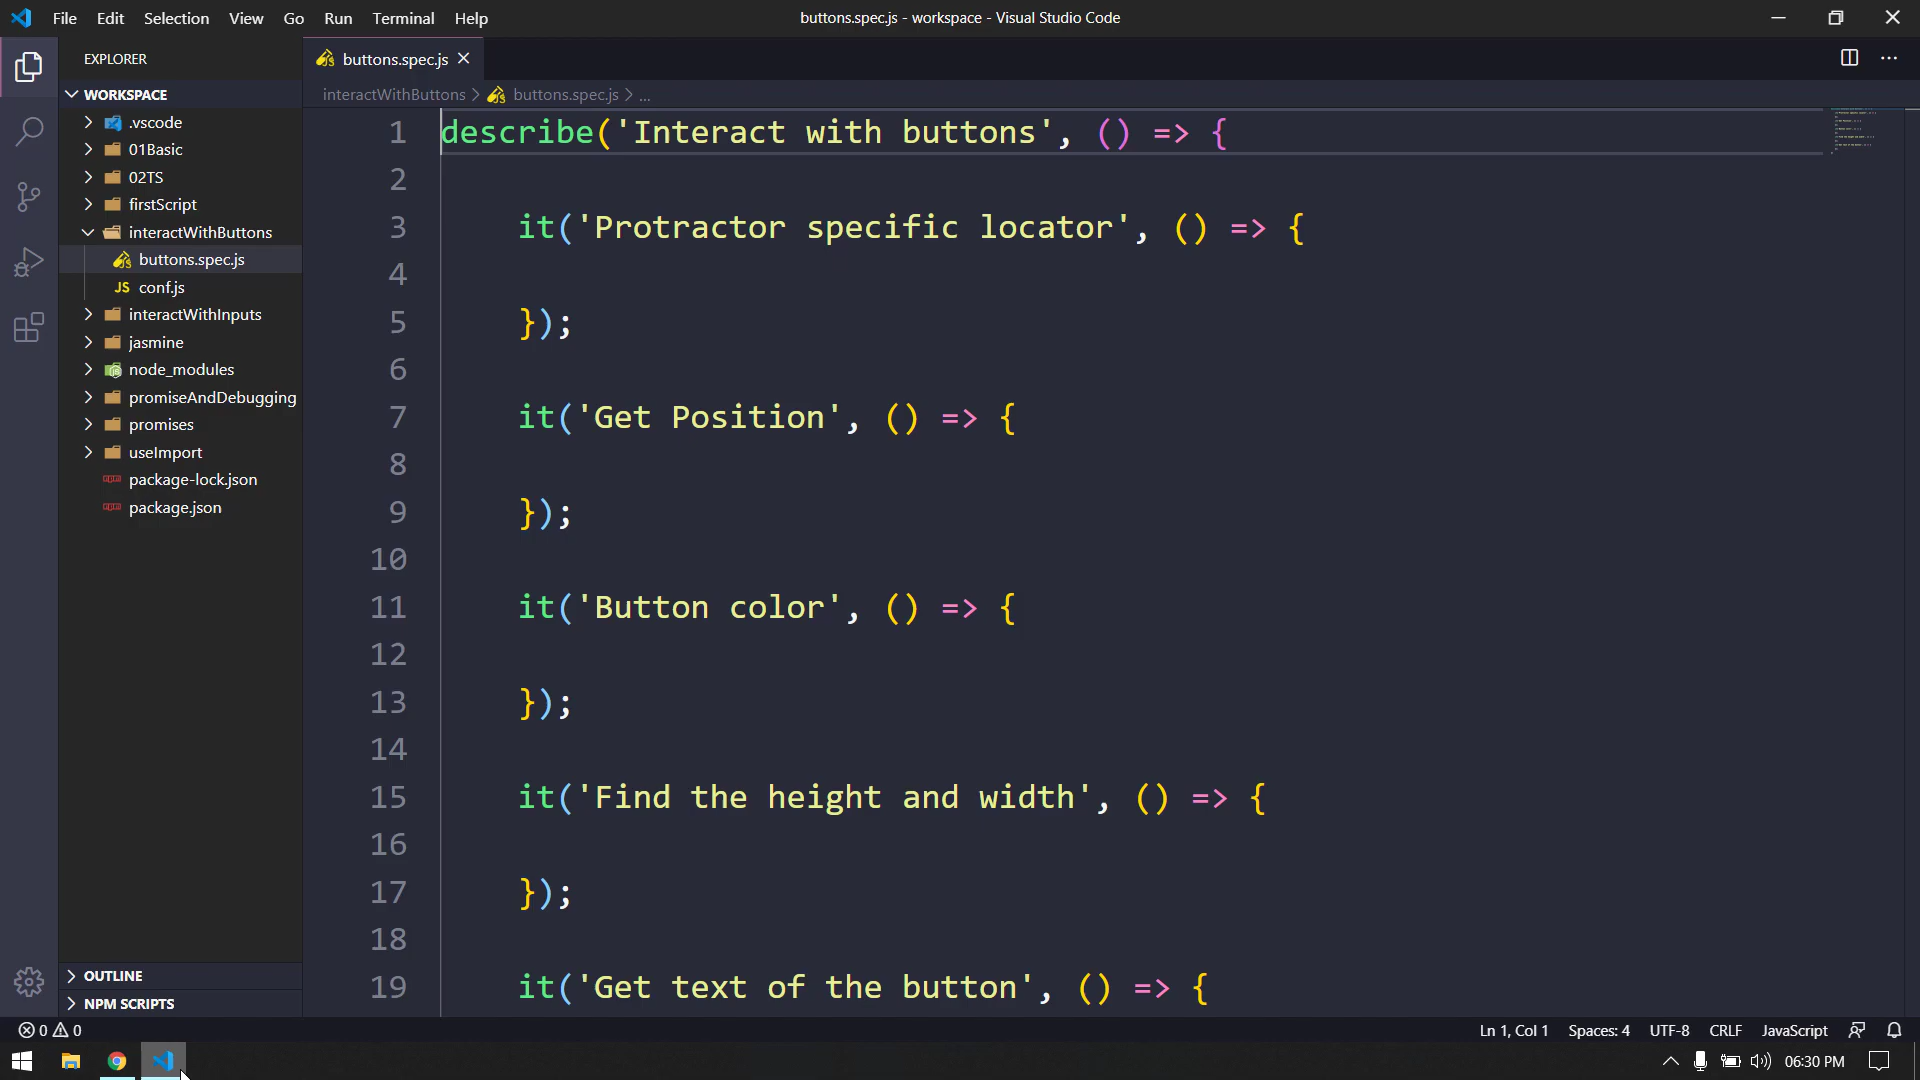 File Edit Selection View Go Run Terminal Help
buttons.spec.js - workspace - Visual Studio Code
EXPLORER
WORKSPACE
.vscode
01Basic
02TS
firstScript
interactWithButtons
buttons.spec.js
JS conf.js
interactWithInputs
jasmine
node_modules
promiseAndDebugging
promises
useImport
package-lock.json
package.json
OUTLINE
NPM SCRIPTS
buttons.spec.js
interactWithButtons > buttons.spec.js > ...
1 describe('Interact with buttons', () => {
2
3 it('Protractor specific locator', () => {
4
5 });
6
7 it('Get Position', () => {
8
9 });
10
11 it('Button color', () => {
12
13 });
14
15 it('Find the height and width', () => {
16
17 });
18
19 it('Get text of the button', () => {
0 0
Ln 1, Col 1 Spaces: 4 UTF-8 CRLF JavaScript
06:30 PM